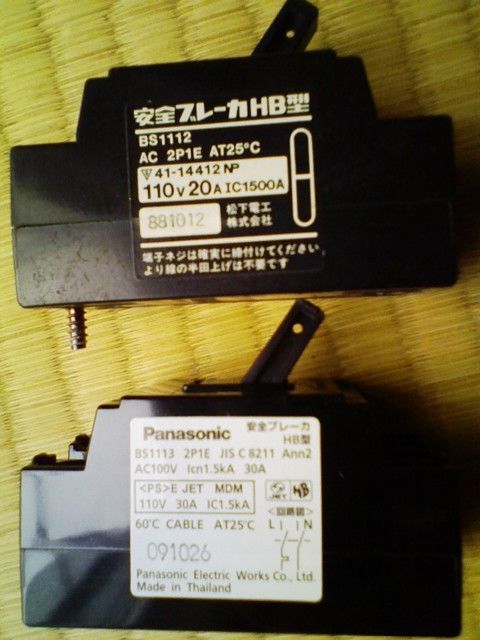 安全ブレーカHB型
BS1112
AC 2P1E AT25℃
41-14412 NP
110V 20A IC1500A
881012
松下電工
株式会社
端子ネジは確実に締付けてください
より線の半田上げは不要です
Panasonic 安全ブレーカ
HB型
BS1113 2P1E JIS C 8211 Ann2
AC100V Icn1.5kA 30A
<PS>E JET MDM
110V 30A IC1.5kA
JET HB
<回路図>
60℃ CABLE AT25℃
L N
091026
Panasonic Electric Works Co., Ltd.
Made in Thailand